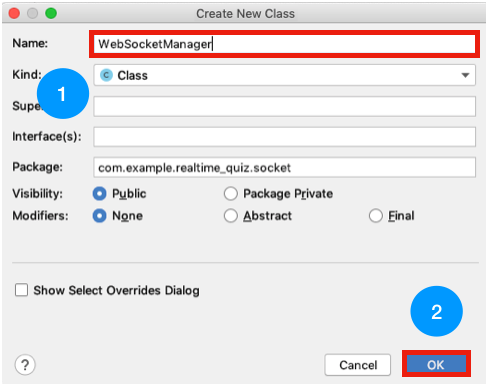 Create New Class
Name: WebSocketManager
Kind: C Class
1
Supe
Interface(s):
Package: com.example.realtime_quiz.socket
Visibility: Public Package Private
Modifiers: None Abstract Final
Show Select Overrides Dialog
2
? Cancel OK